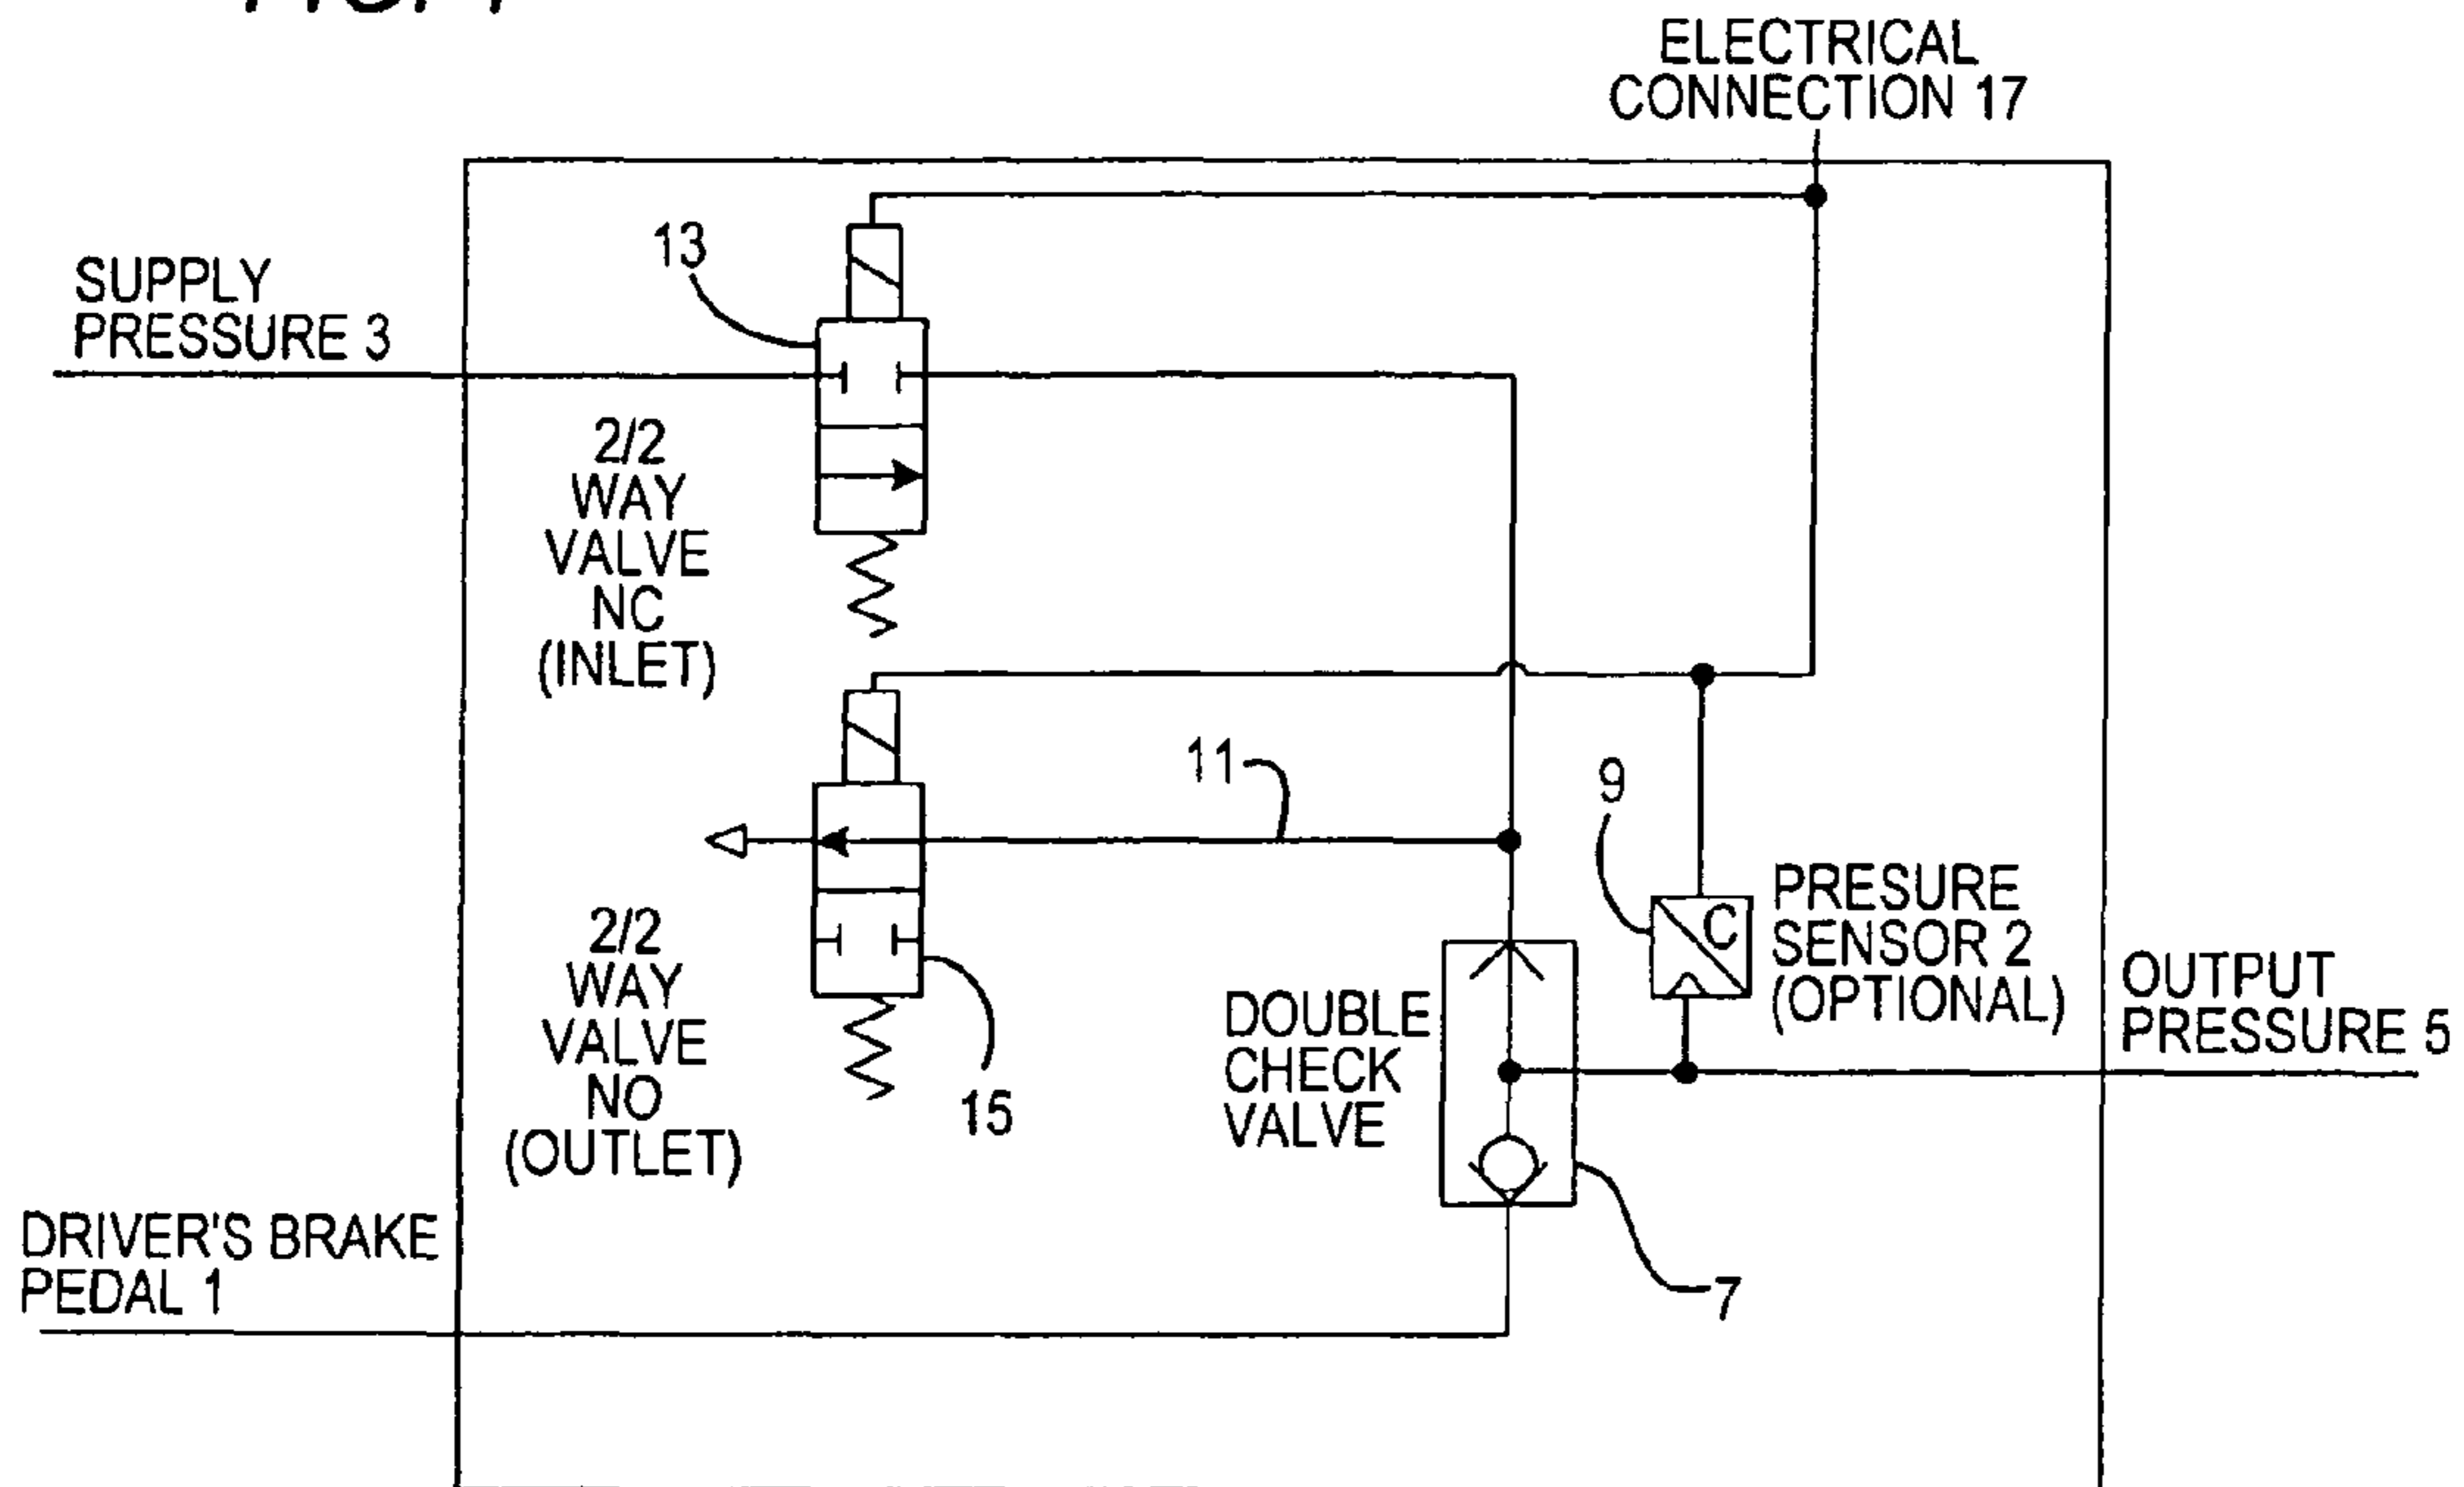 ELECTRICAL
CONNECTION 17
13
SUPPLY
PRESSURE 3
2/2
WAY
VALVE
NC
(INLET)
11
9
PRESURE
SENSOR 2
(OPTIONAL)
C
OUTPUT
PRESSURE 5
2/2
WAY
VALVE
NO
(OUTLET)
15
DOUBLE
CHECK
VALVE
7
DRIVER'S BRAKE
PEDAL 1